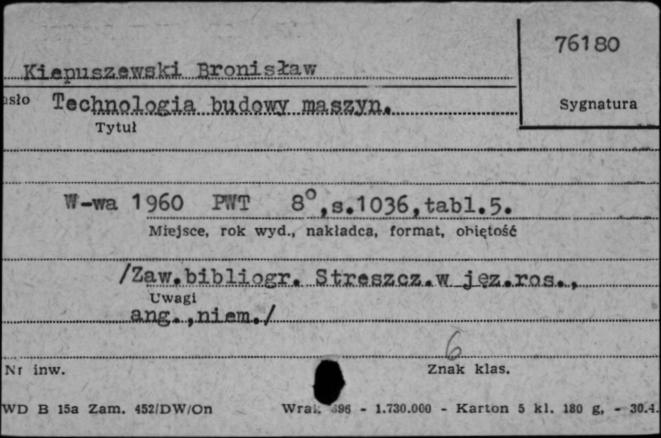 76180
Kiepuszewski Bronisław
Technologia budowy maszyn.
Sygnatura
Tytuł
W-wa 1960 PWT 8°,s.1036,tabl.5.
Miejsce, rok wyd., nakładca, format, objętość
/Zaw.bibliogr. Streszcz.w jęz.ros.,
Uwagi
ang.,niem./
6
Nr inw.
Znak klas.
WD B 15a Zam. 452/DW/On
- 1.730.000 - Karton 5 kl. 180 g. - 30.4.